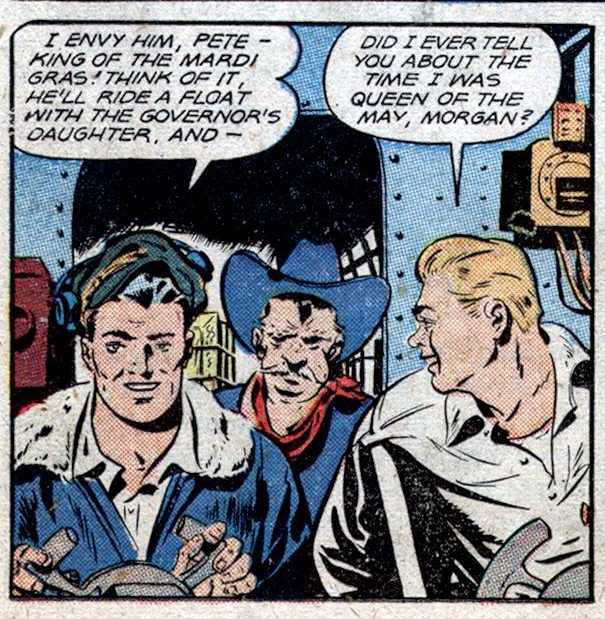 I ENVY HIM, PETE —
KING OF THE MARDI
GRAS! THINK OF IT,
HE'LL RIDE A FLOAT
WITH THE GOVERNOR'S
DAUGHTER, AND —
DID I EVER TELL
YOU ABOUT THE
TIME I WAS
QUEEN OF THE
MAY, MORGAN?